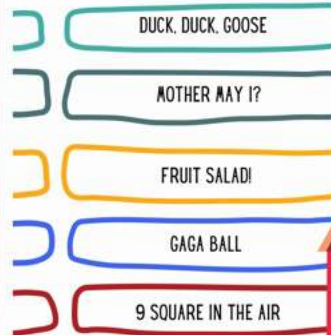 DUCK, DUCK, GOOSE
MOTHER MAY I?
FRUIT SALAD!
GAGA BALL
9 SQUARE IN THE AIR